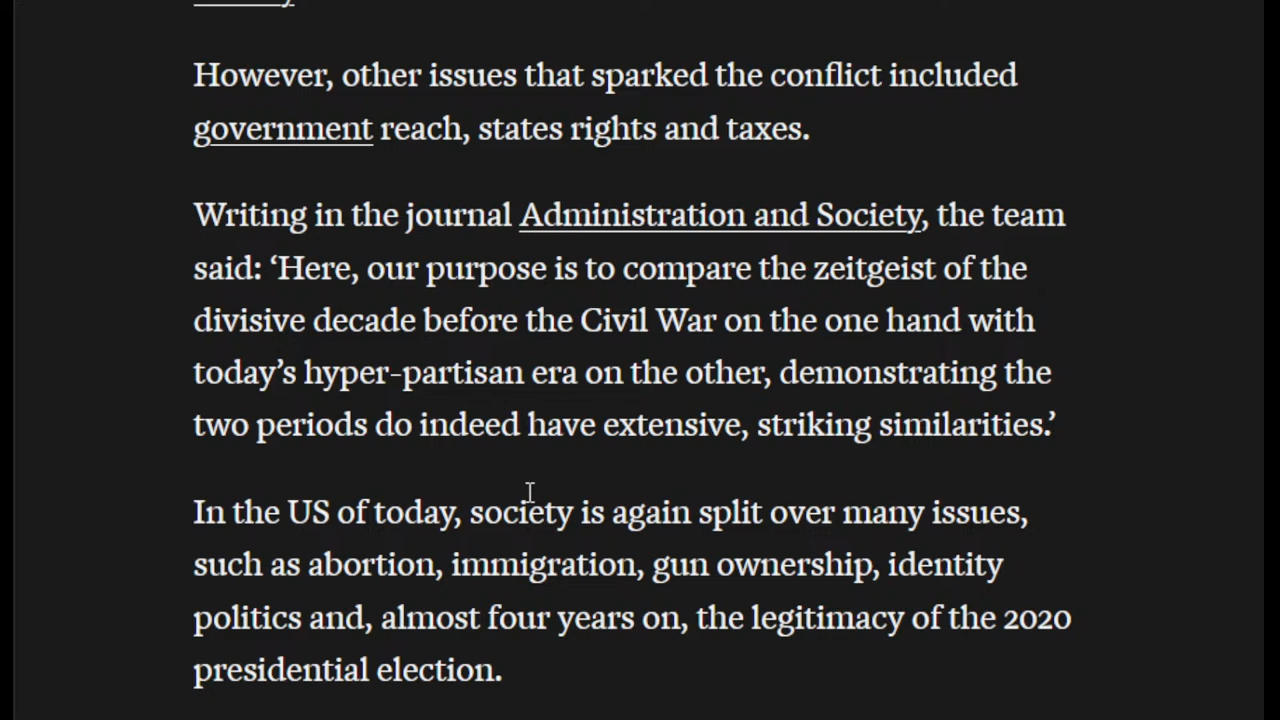 However, other issues that sparked the conflict included
government reach, states rights and taxes.
Writing in the journal Administration and Society, the team
said: ‘Here, our purpose is to compare the zeitgeist of the
divisive decade before the Civil War on the one hand with
today’s hyper-partisan era on the other, demonstrating the
two periods do indeed have extensive, striking similarities.’
In the US of today, society is again split over many issues,
such as abortion, immigration, gun ownership, identity
politics and, almost four years on, the legitimacy of the 2020
presidential election.